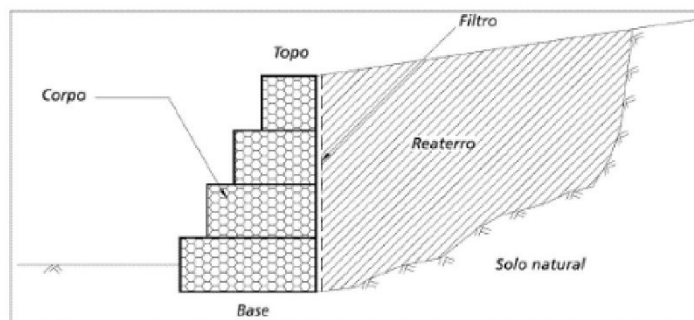 Filtro
Topo
Corpo
Reaterro
Solo natural
Base